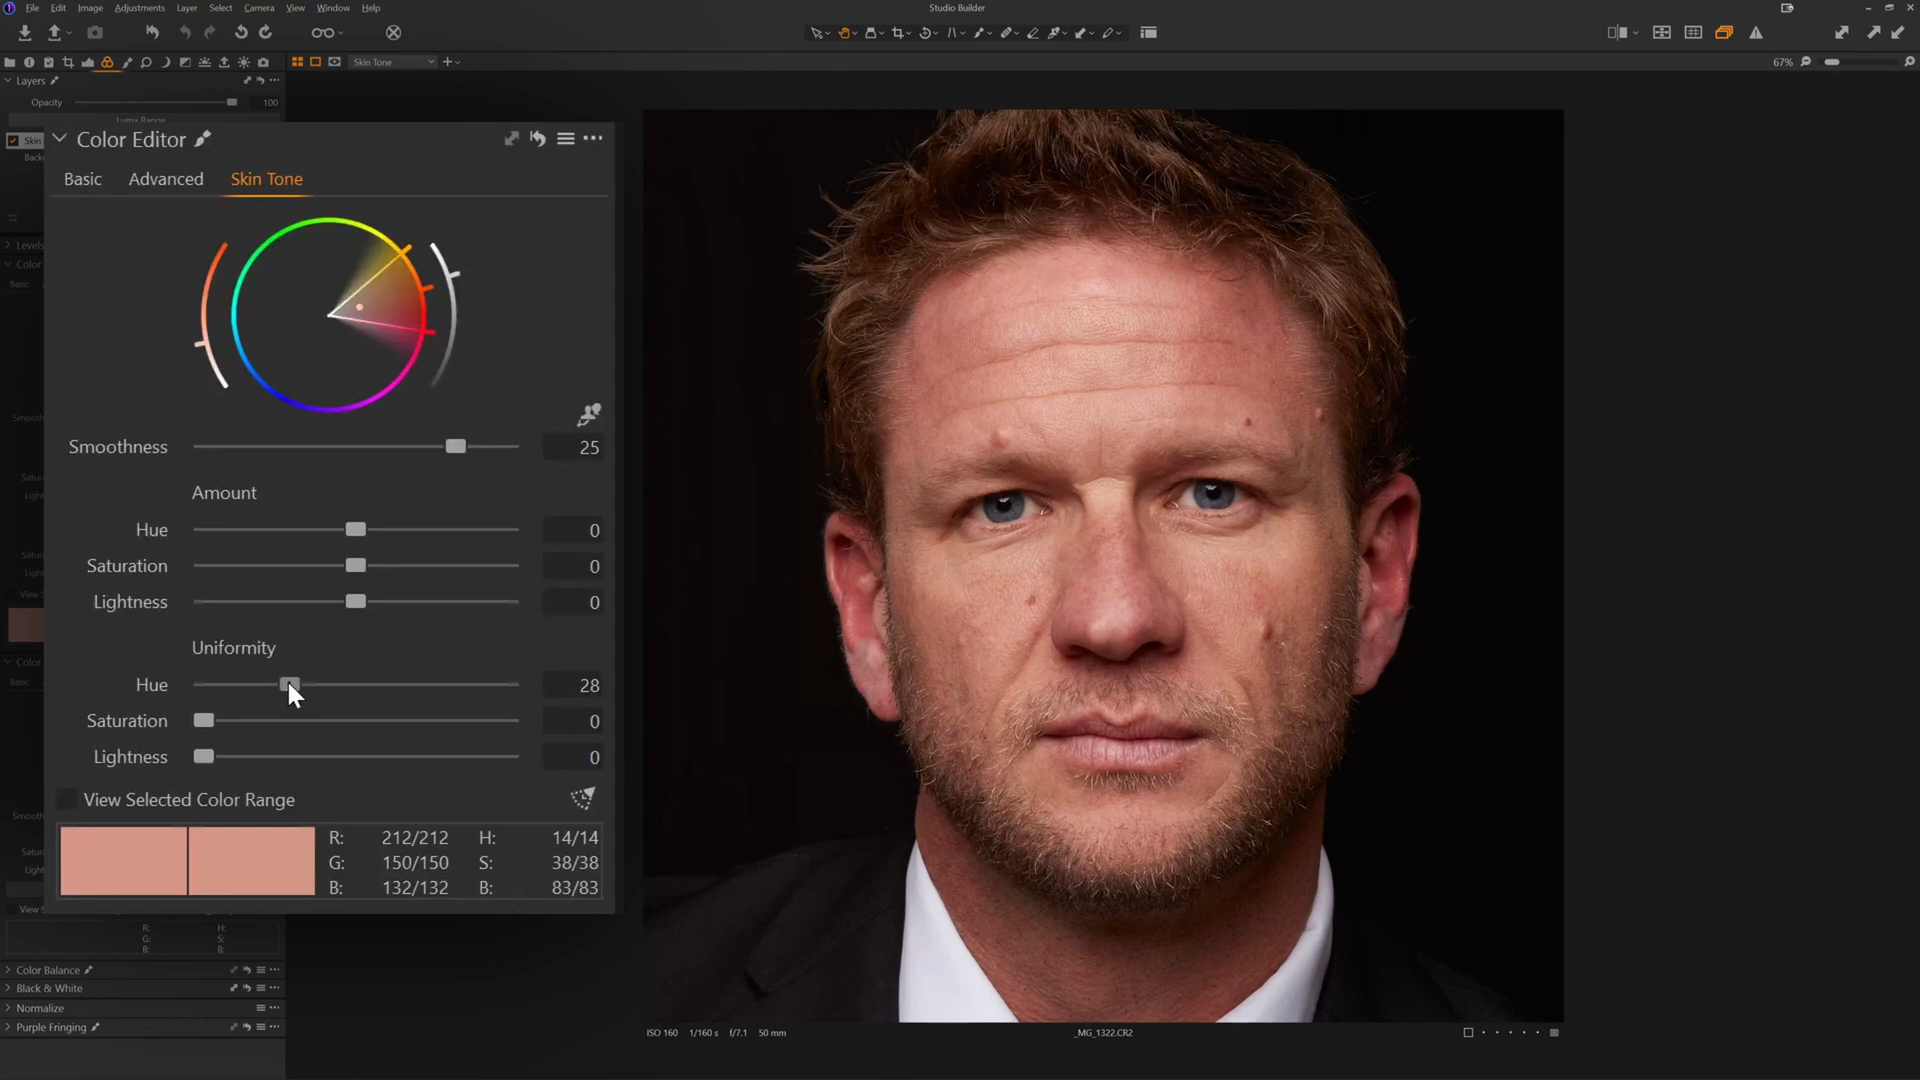 File Edit Image Adjustments Layer Select Camera View Window Help
Studio Builder
Skin Tone
67%
Layers
Opacity 100
Luma Range
Skin
Color Editor
Basic Advanced Skin Tone
Smoothness 25
Amount
Hue 0
Saturation 0
Lightness 0
Uniformity
Hue 28
Saturation 0
Lightness 0
View Selected Color Range
R: 212/212 H: 14/14
G: 150/150 S: 38/38
B: 132/132 B: 83/83
R: H:
G: S:
B: B:
Color Balance
Black & White
Normalize
Purple Fringing
ISO 160 1/160 s f/7.1 50 mm
_MG_1322.CR2